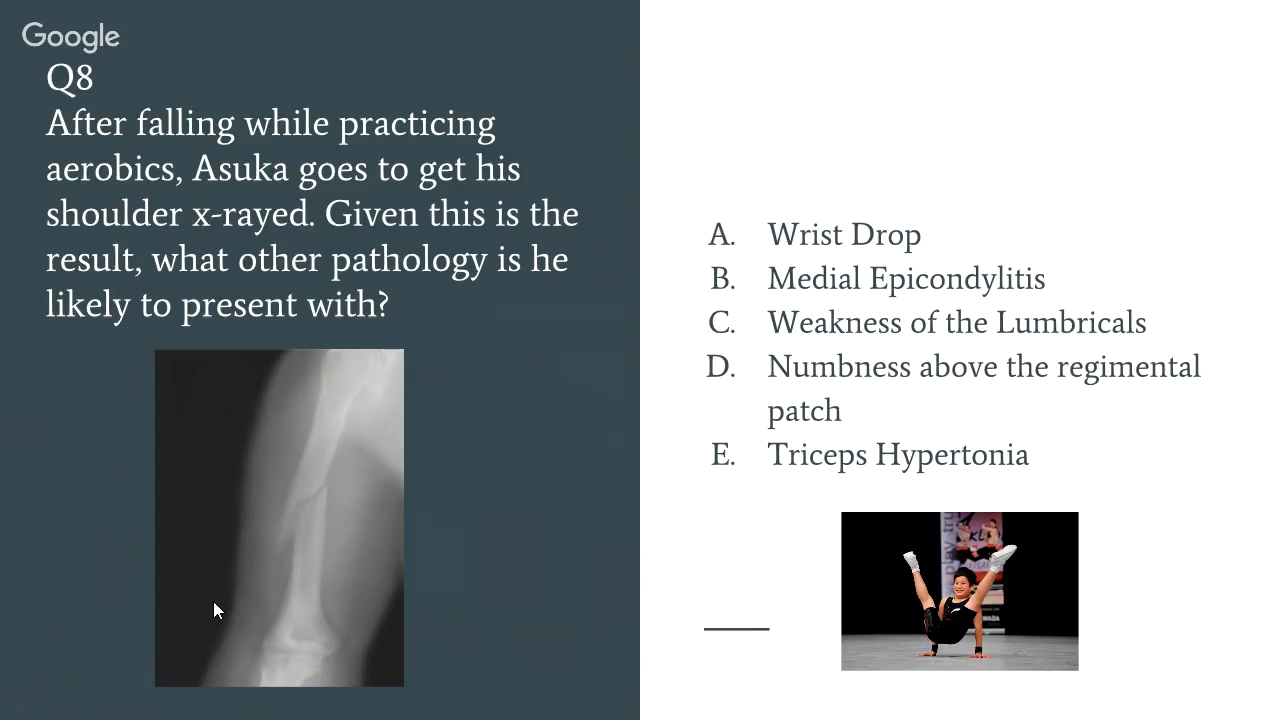 Google
Q8
After falling while practicing
aerobics, Asuka goes to get his
shoulder x-rayed. Given this is the
result, what other pathology is he
likely to present with?
A. Wrist Drop
B. Medial Epicondylitis
C. Weakness of the Lumbricals
D. Numbness above the regimental
patch
E. Triceps Hypertonia